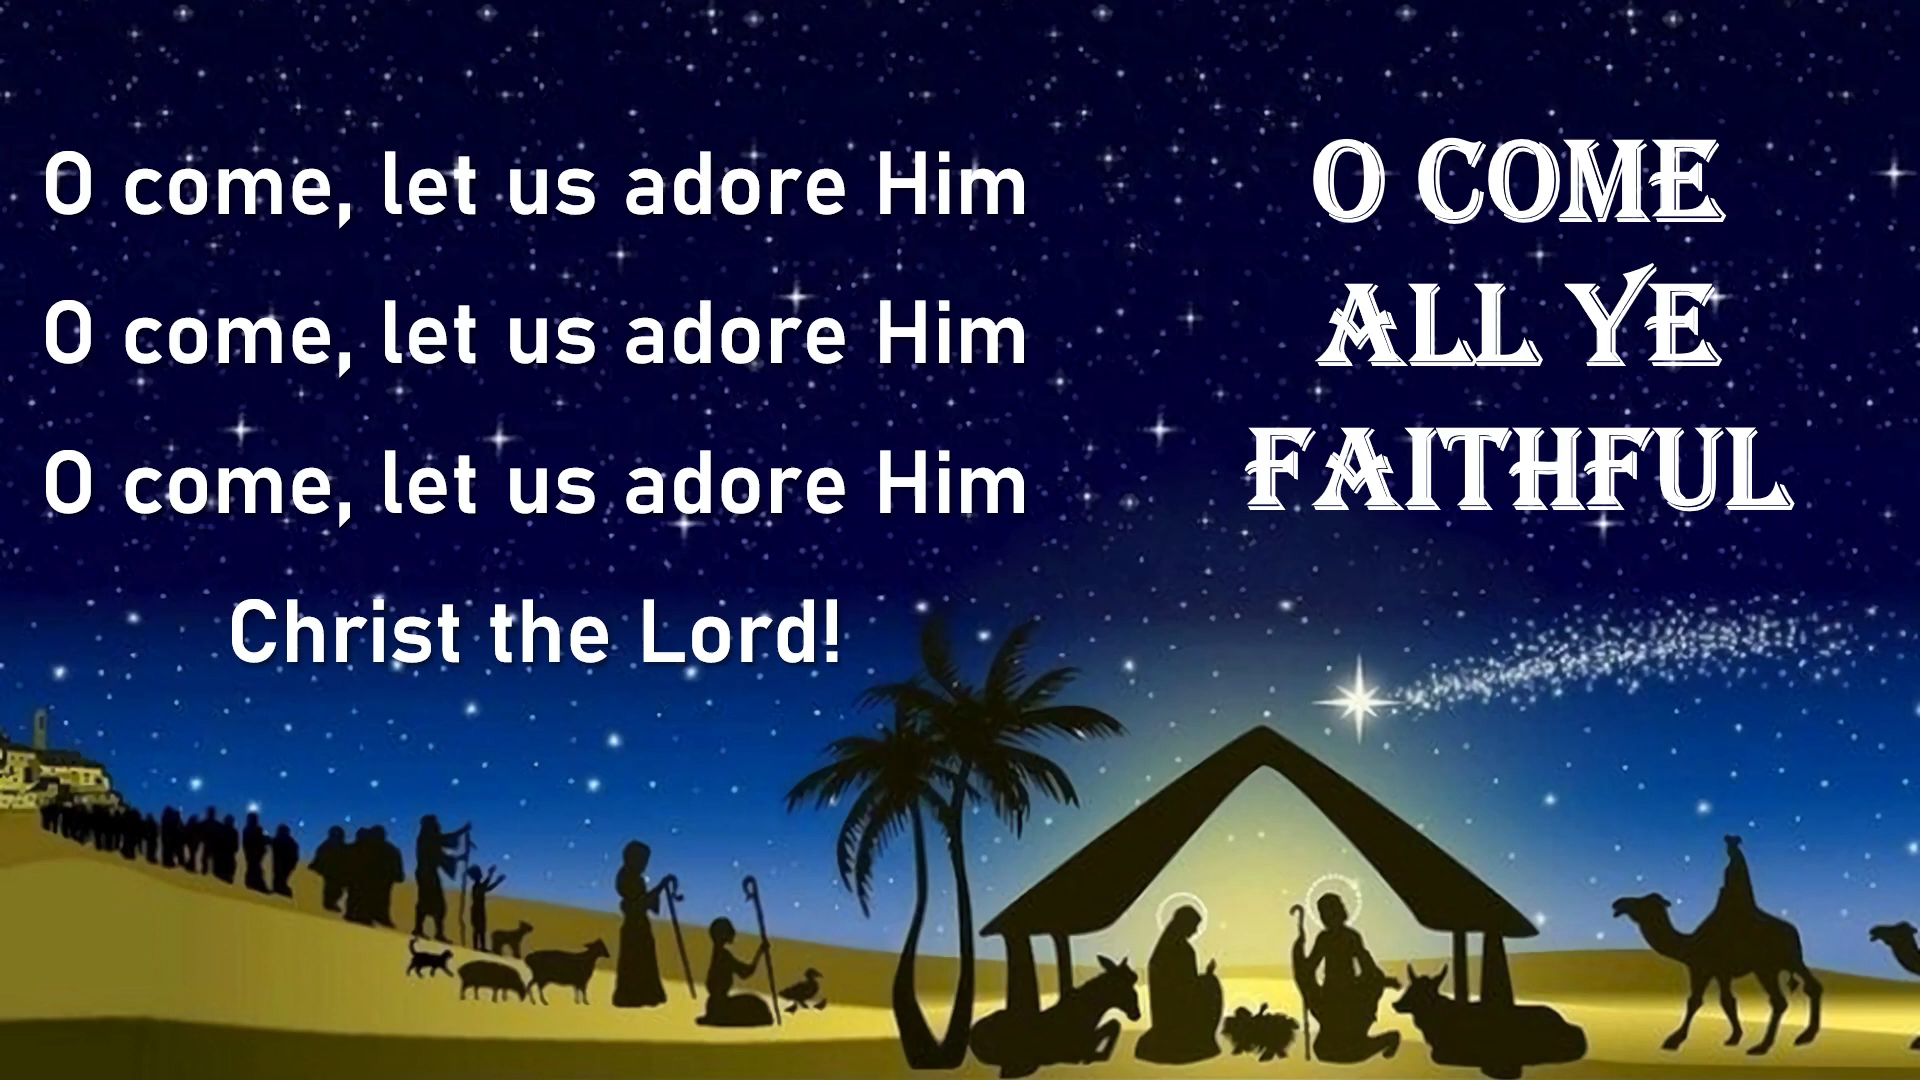 O come, let us adore Him
O come, let us adore Him
O come, let us adore Him
Christ the Lord!
O COME
ALL YE
FAITHFUL